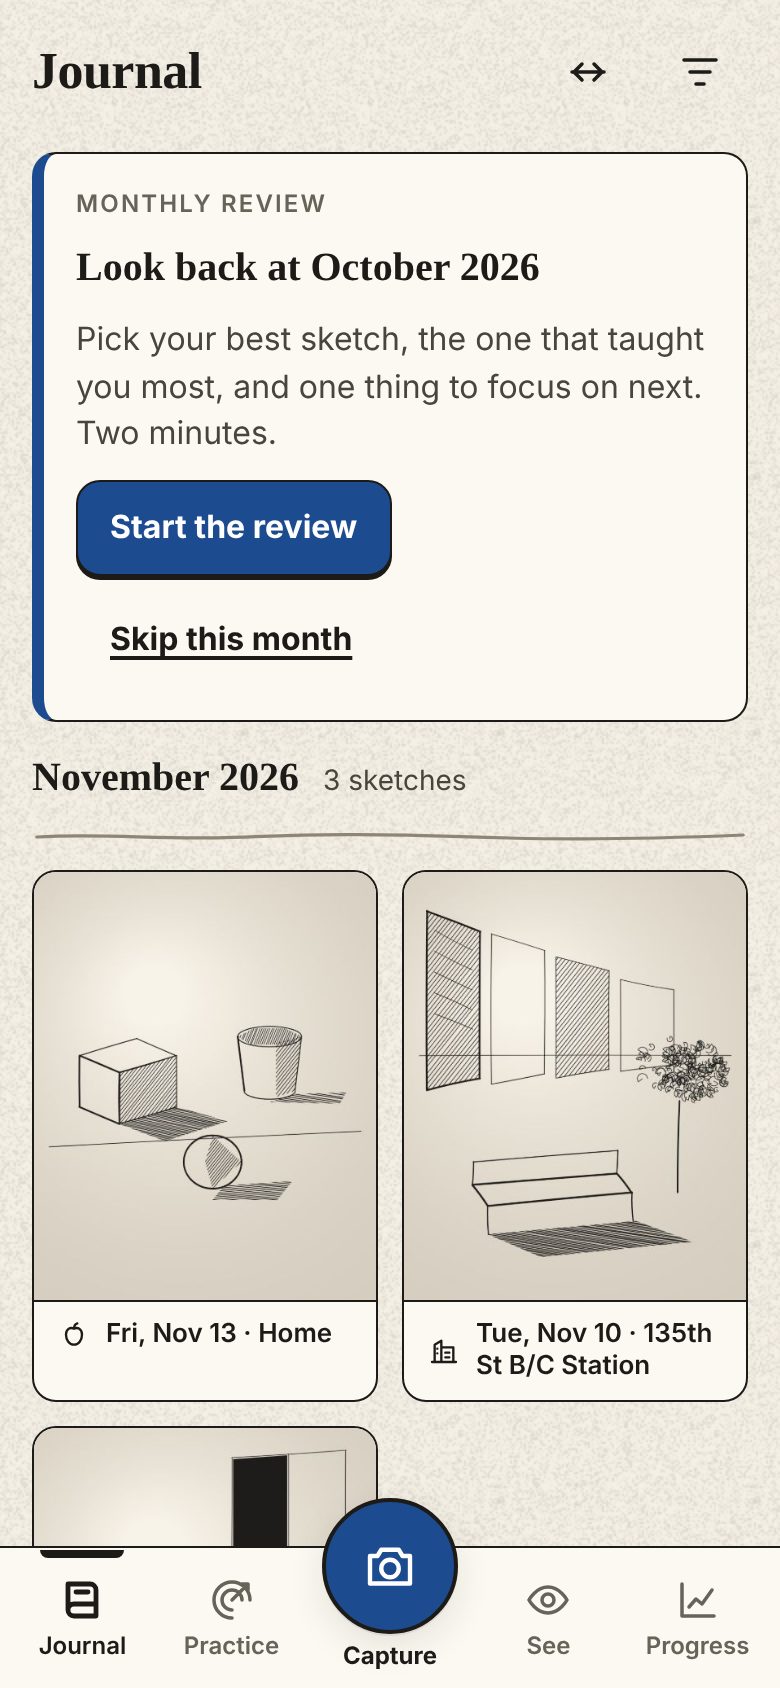 Journal
MONTHLY REVIEW
Look back at October 2026
Pick your best sketch, the one that taught
you most, and one thing to focus on next.
Two minutes.
Start the review
Skip this month
November 2026 3 sketches
Fri, Nov 13 · Home
Tue, Nov 10 · 135th
St B/C Station
Journal
Practice
Capture
See
Progress